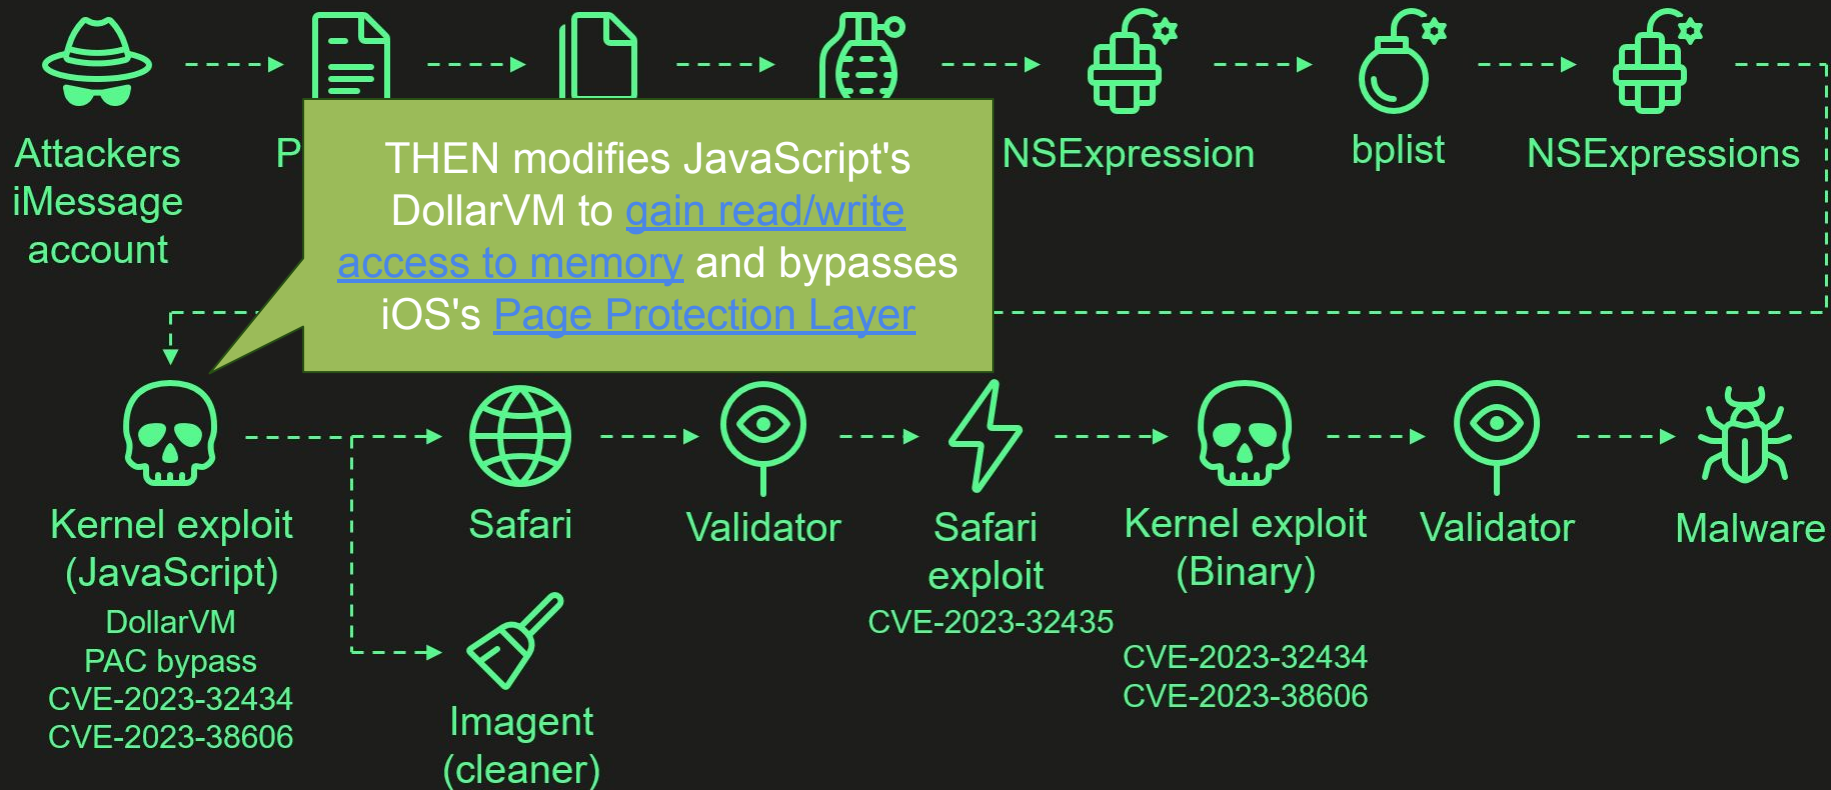 Attackers
iMessage
account
P
THEN modifies JavaScript's
DollarVM to gain read/write
access to memory and bypasses
iOS's Page Protection Layer
NSExpression
bplist
NSExpressions
Kernel exploit
(JavaScript)
DollarVM
PAC bypass
CVE-2023-32434
CVE-2023-38606
Safari
Imagent
(cleaner)
Validator
Safari
exploit
CVE-2023-32435
Kernel exploit
(Binary)
CVE-2023-32434
CVE-2023-38606
Validator
Malware